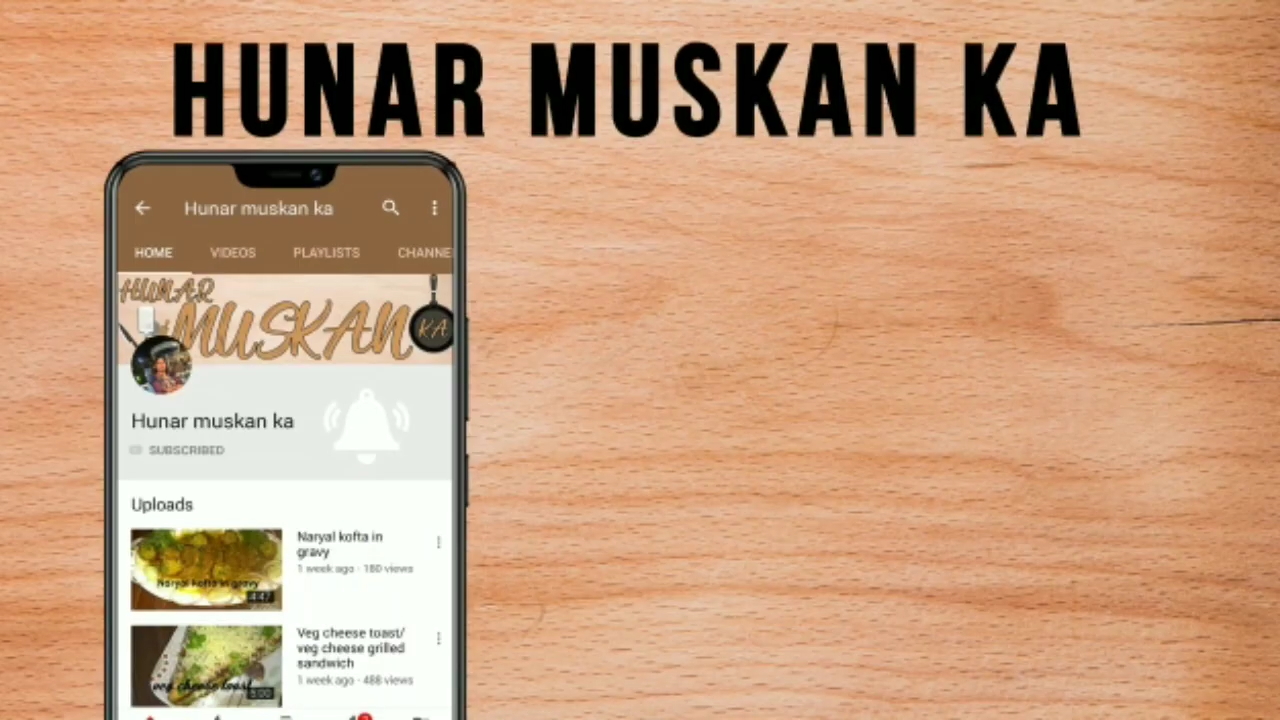 HUNAR MUSKAN KA
Hunar muskan ka
HOME VIDEOS PLAYLISTS CHANNE
HUNAR
MUSKAN
KA
Hunar muskan ka
SUBSCRIBED
Uploads
Naryal kofta in
gravy
1 week ago · 180 views
Naryal kofta in gravy
4:47
Veg cheese toast/
veg cheese grilled
sandwich
1 week ago · 488 views
veg cheese toast
5:00